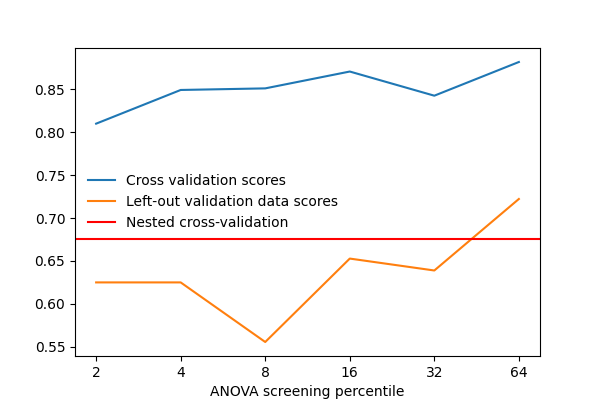 0.85
0.80
0.75
0.70
0.65
0.60
0.55
Cross validation scores
Left-out validation data scores
Nested cross-validation
2 4 8 16 32 64
ANOVA screening percentile